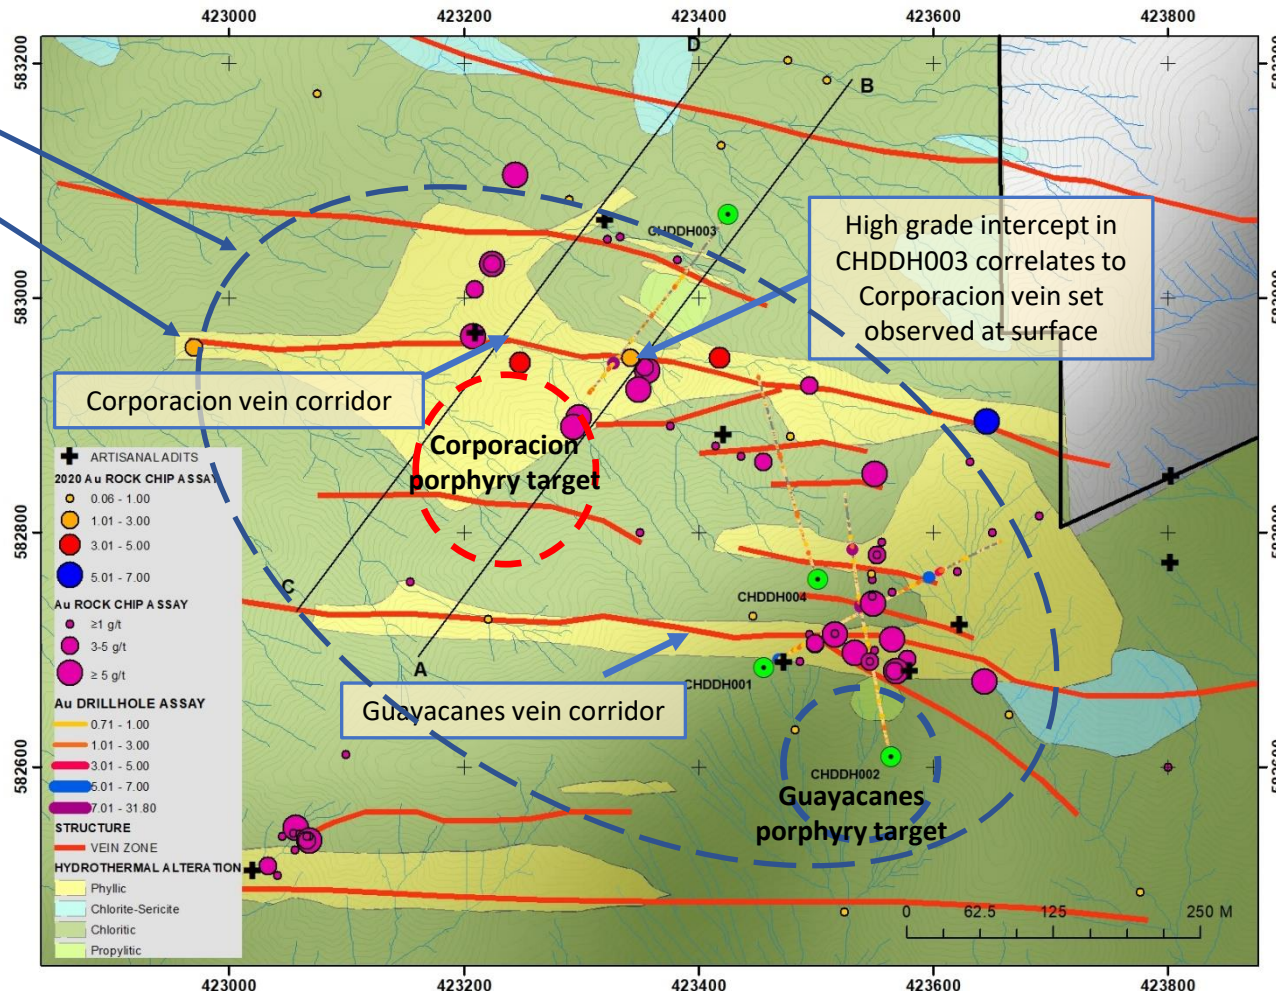 423000
423200
423400
423600
423800
583200
583000
582800
582600
D
B
CHDDH003
High grade intercept in
CHDDH003 correlates to
Corporacion vein set
observed at surface
Corporacion vein corridor
Corporacion
porphyry target
ARTISANAL ADITS
2020 Au ROCK CHIP ASSAY
0.06 - 1.00
1.01 - 3.00
3.01 - 5.00
5.01 - 7.00
Au ROCK CHIP ASSAY
≥1 g/t
3-5 g/t
≥ 5 g/t
Au DRILLHOLE ASSAY
0.71 - 1.00
1.01 - 3.00
3.01 - 5.00
5.01 - 7.00
7.01 - 31.80
STRUCTURE
VEIN ZONE
HYDROTHERMAL ALTERATION
Phyllic
Chlorite-Sericite
Chloritic
Propylitic
C
A
CHDDH004
CHDDH001
Guayacanes vein corridor
CHDDH002
Guayacanes
porphyry target
0 62.5 125 250 M
423000
423200
423400
423600
423800